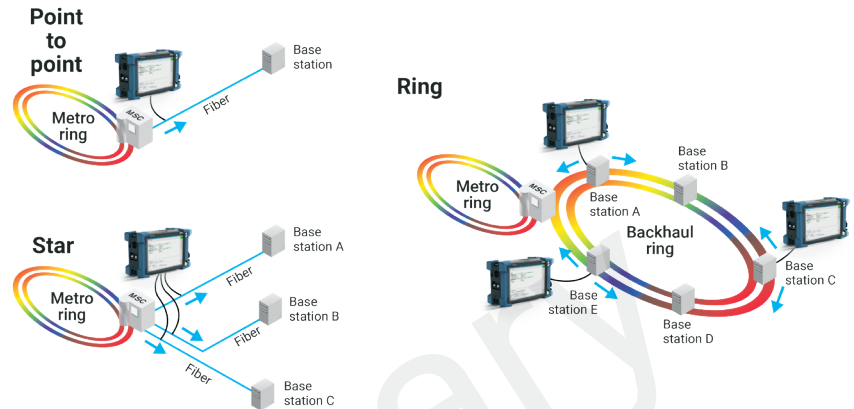 Point
to
point
Base
station
Metro
ring
MSC
Fiber
Star
Base
station A
Fiber
Metro
ring
MSC
Base
station B
Fiber
Fiber
Base
station C
Ring
Metro
ring
MSC
Base
station B
Base
station A
Backhaul
ring
Base
station C
Base
station E
Base
station D
ary